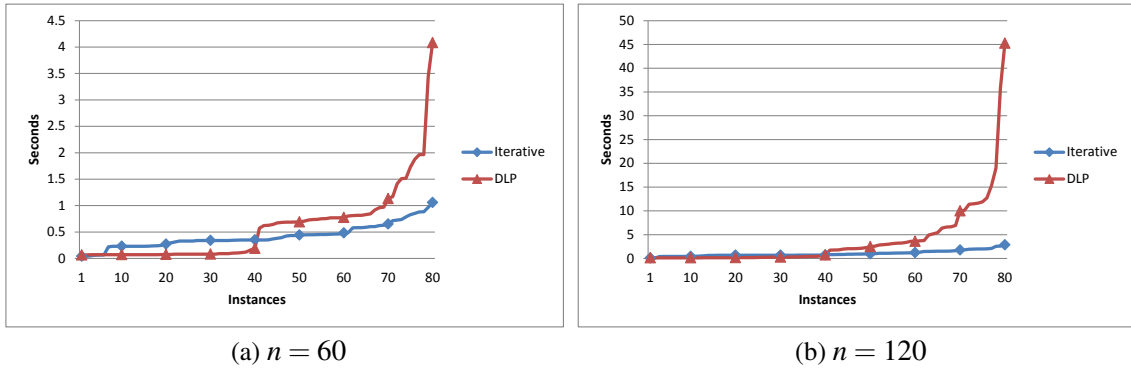 4.5
4
3.5
3
2.5
2
1.5
1
0.5
0
Seconds
1 10 20 30 40 50 60 70 80
Instances
Iterative
DLP
(a) n = 60
50
45
40
35
30
25
20
15
10
5
0
Seconds
1 10 20 30 40 50 60 70 80
Instances
Iterative
DLP
(b) n = 120